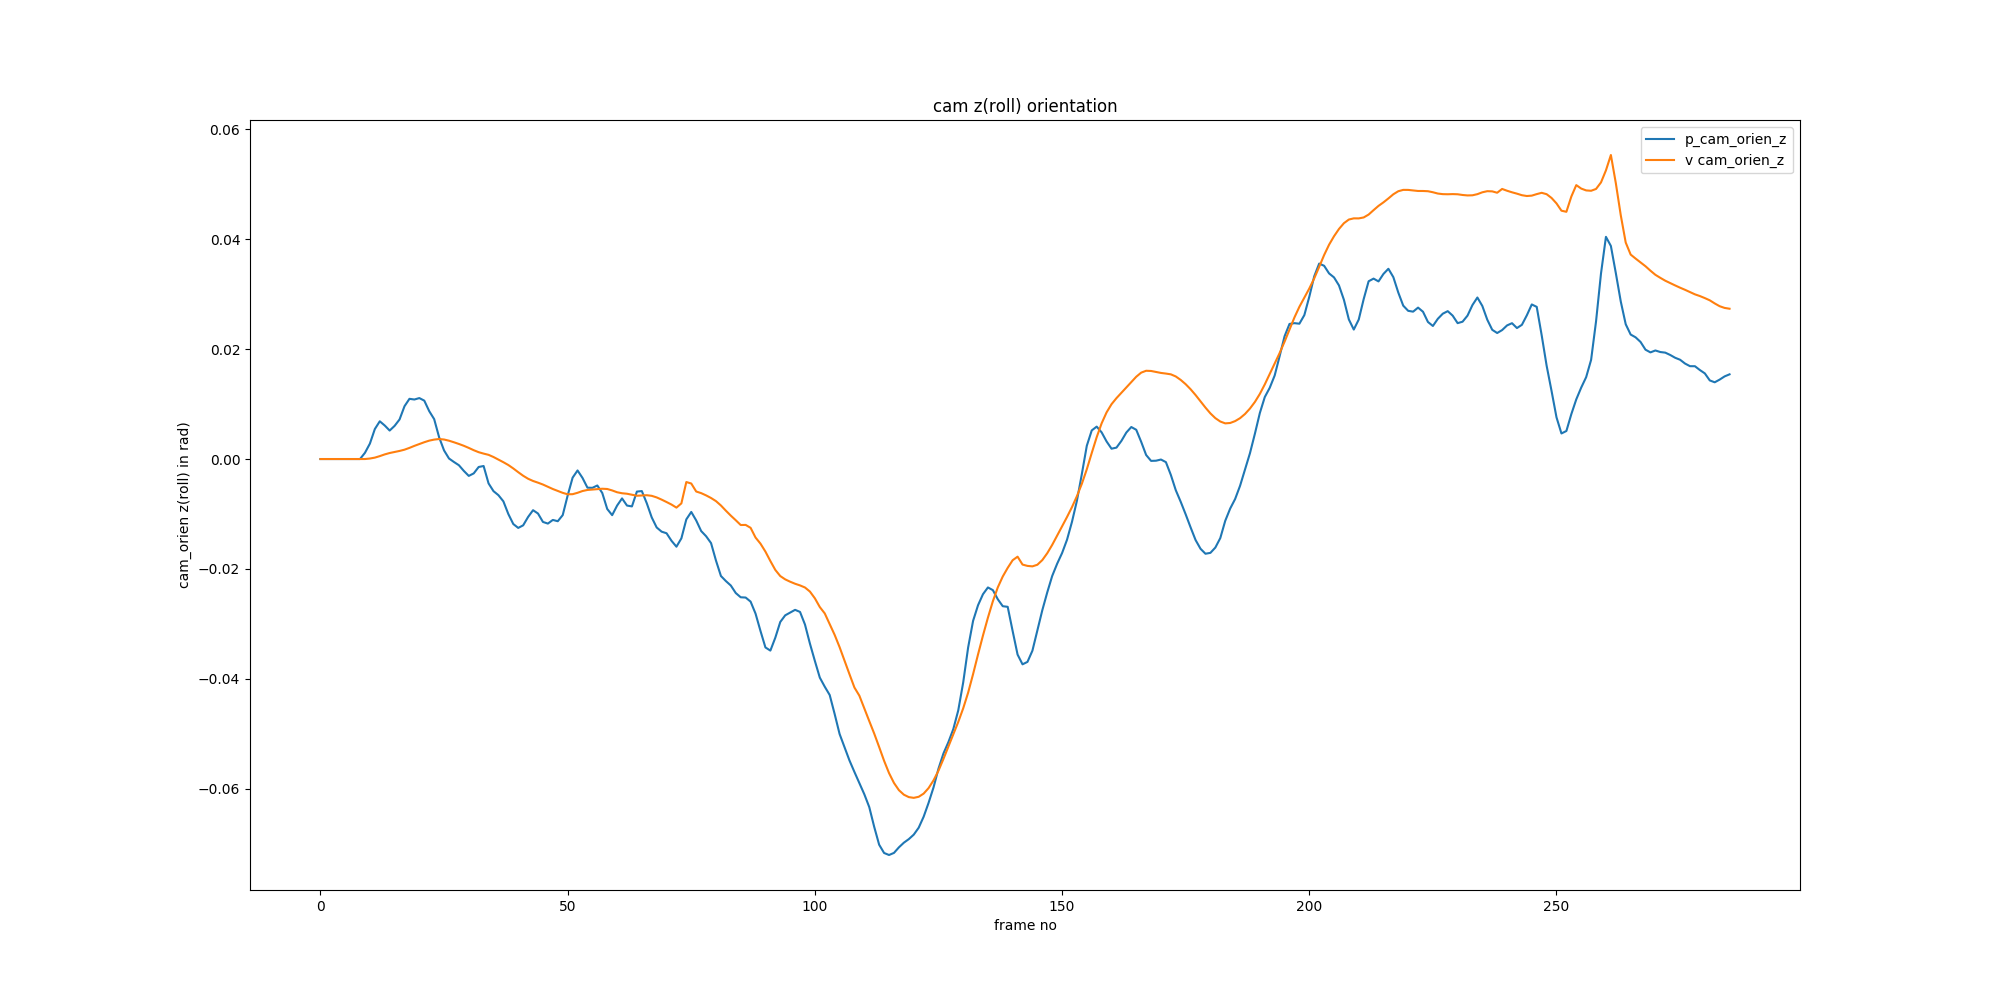 cam z(roll) orientation
p_cam_orien_z
v cam_orien_z
cam_orien z(roll) in rad)
0.06
0.04
0.02
0.00
−0.02
−0.04
−0.06
0
50
100
150
200
250
frame no